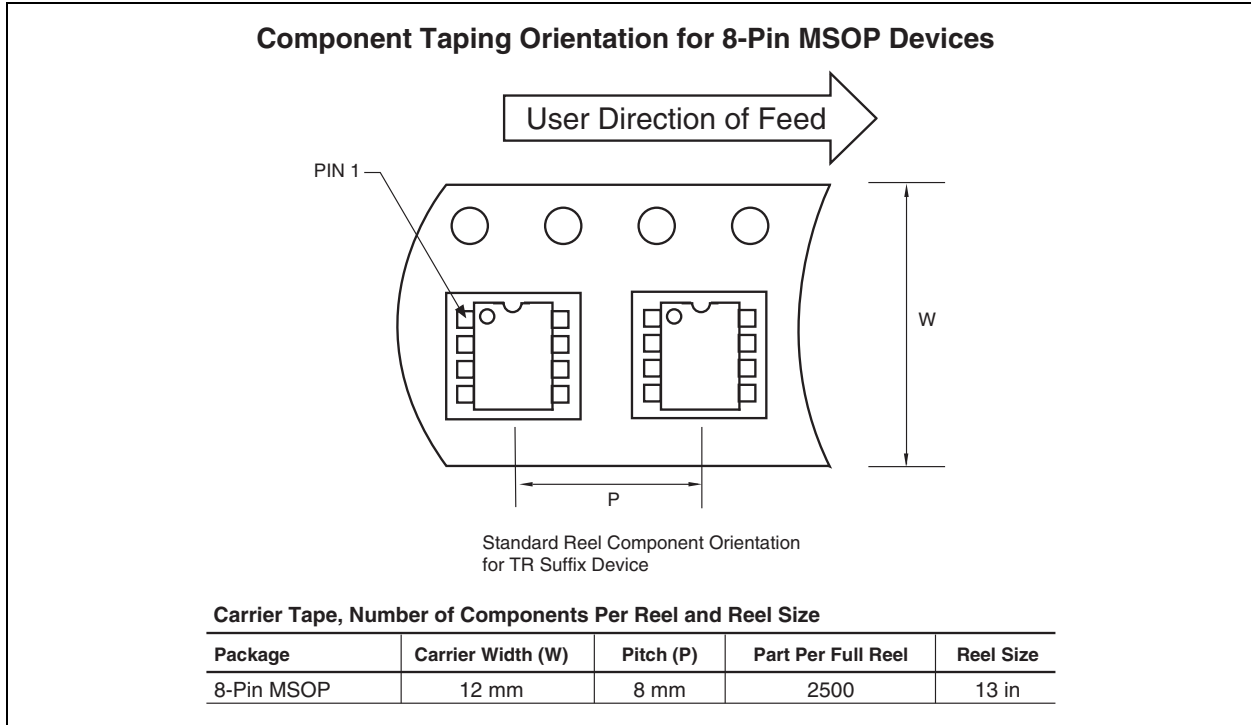 Component Taping Orientation for 8-Pin MSOP Devices
User Direction of Feed
PIN 1
W
P
Standard Reel Component Orientation
for TR Suffix Device
Carrier Tape, Number of Components Per Reel and Reel Size
Package Carrier Width (W) Pitch (P) Part Per Full Reel Reel Size
8-Pin MSOP 12 mm 8 mm 2500 13 in